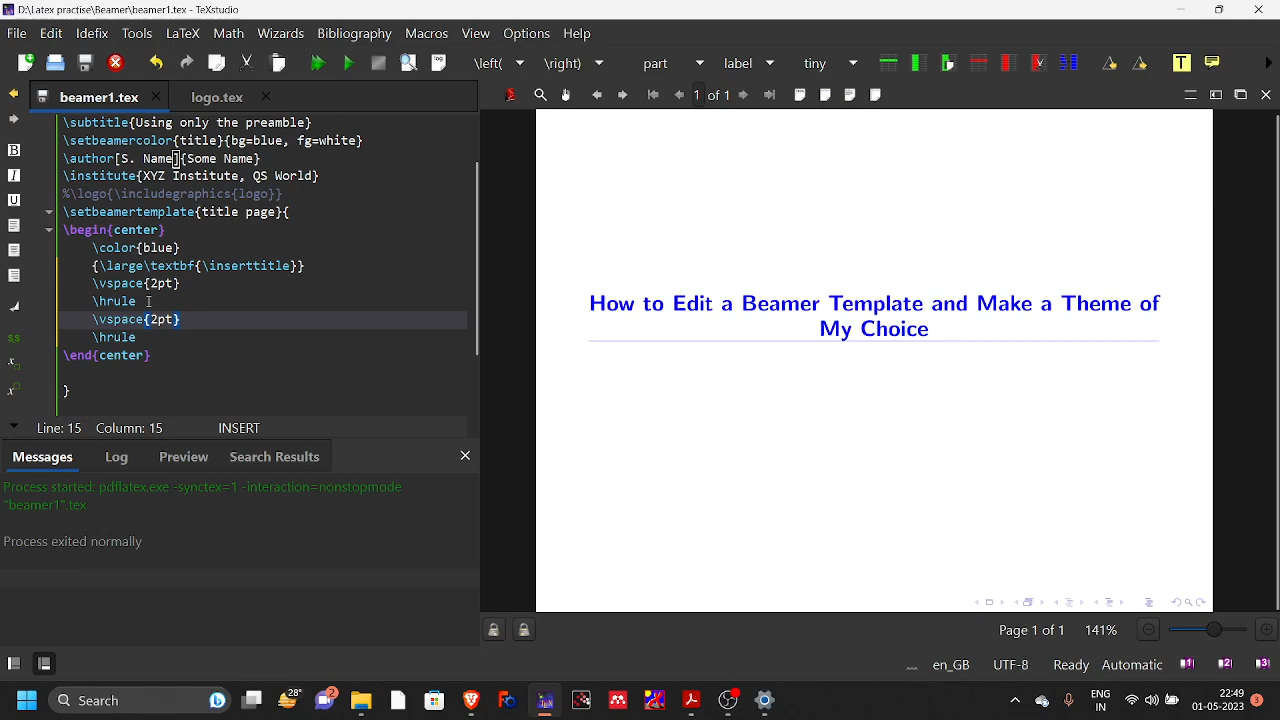 D:\Latex practise\Beamer\beamer1.tex - TeXstudio
File Edit Idefix Tools LaTeX Math Wizards Bibliography Macros View Options Help
\left( \right) part label tiny
beamer1.tex logo.tex
1 of 1
\subtitle{Using only the preamble}
\setbeamercolor{title}{bg=blue, fg=white}
\author[S. Name]{Some Name}
\institute{XYZ Institute, QS World}
%\logo{\includegraphics{logo}}
\setbeamertemplate{title page}{
\begin{center}
\color{blue}
{\large\textbf{\inserttitle}}
\vspace{2pt}
\hrule
\vspace{2pt}
\hrule
\end{center}
}
Line: 15 Column: 15 INSERT
Messages Log Preview Search Results
Process started: pdflatex.exe -synctex=1 -interaction=nonstopmode
"beamer1".tex
Process exited normally
How to Edit a Beamer Template and Make a Theme of
My Choice
Page 1 of 1 141%
en_GB UTF-8 Ready Automatic 1 2 3
Search 28° 2
ENG
IN
22:49
01-05-2023
3